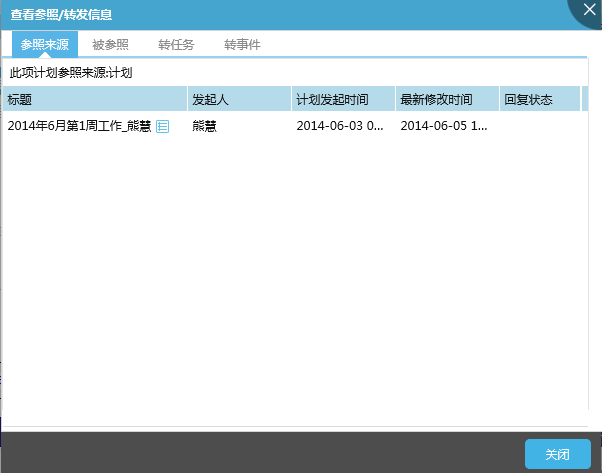 查看参照/转发信息
参照来源 被参照 转任务 转事件
此项计划参照来源:计划
标题 发起人 计划发起时间 最新修改时间 回复状态
2014年6月第1周工作_熊慧 熊慧 2014-06-03 0... 2014-06-05 1...
关闭